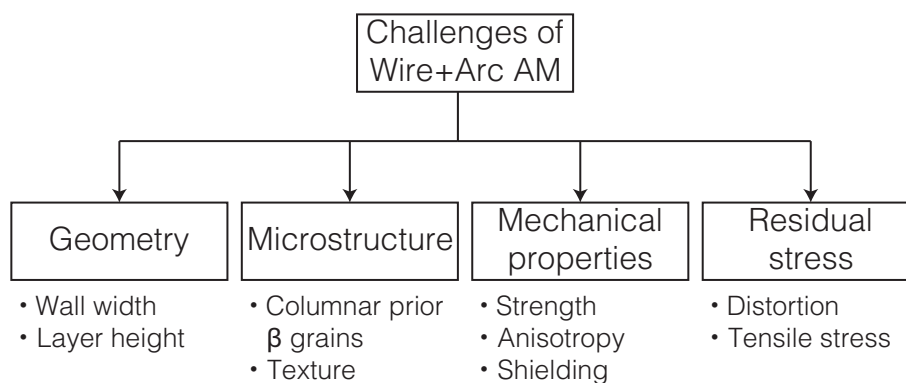 Challenges of
Wire+Arc AM
Geometry
• Wall width
• Layer height
Microstructure
• Columnar prior
β grains
• Texture
Mechanical
properties
• Strength
• Anisotropy
• Shielding
Residual
stress
• Distortion
• Tensile stress